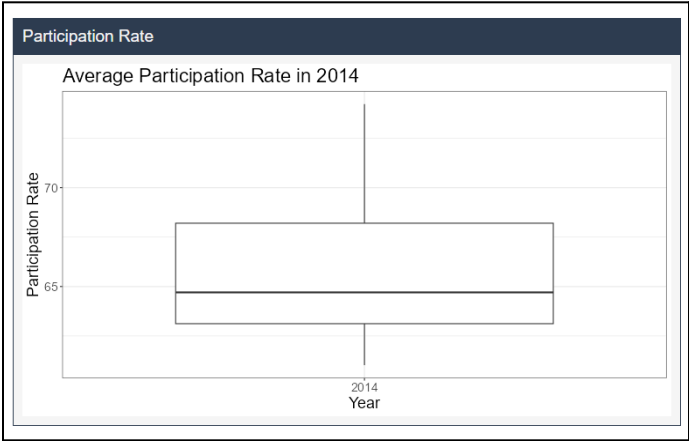 Participation Rate
Average Participation Rate in 2014
Participation Rate
70
65
2014
Year